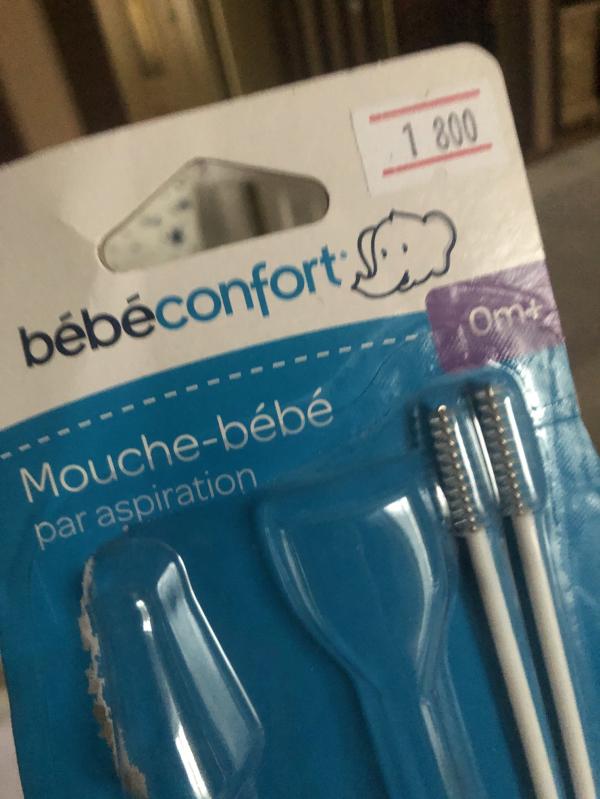 1 800
bébéconfort
0m+
Mouche-bébé
par aspiration